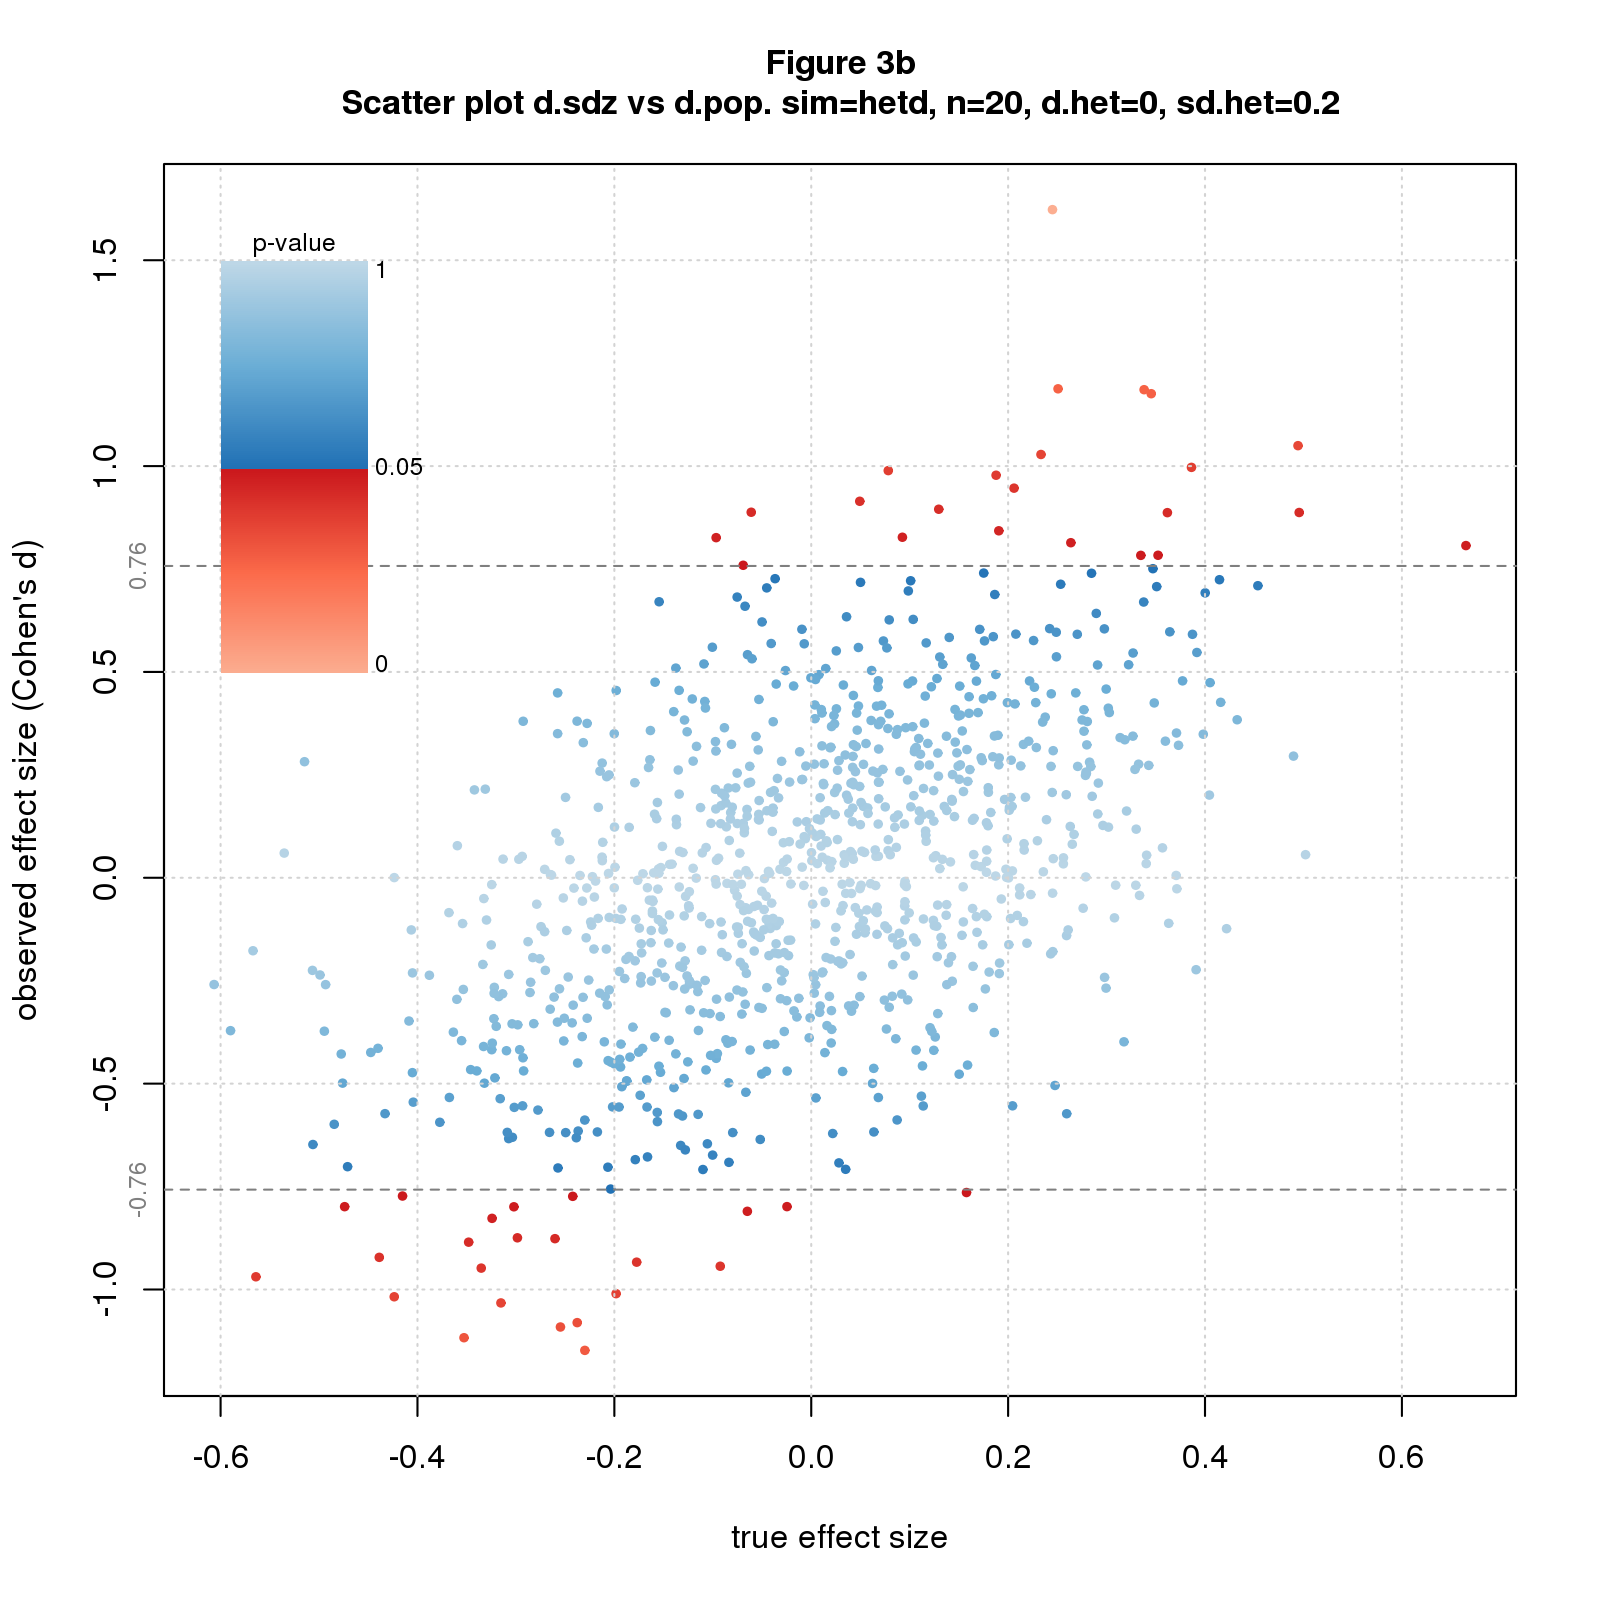 Figure 3b
Scatter plot d.sdz vs d.pop. sim=hetd, n=20, d.het=0, sd.het=0.2
p-value
1
0.05
0
observed effect size (Cohen's d)
1.5
1.0
0.76
0.5
0.0
-0.5
-0.76
-1.0
-0.6 -0.4 -0.2 0.0 0.2 0.4 0.6
true effect size